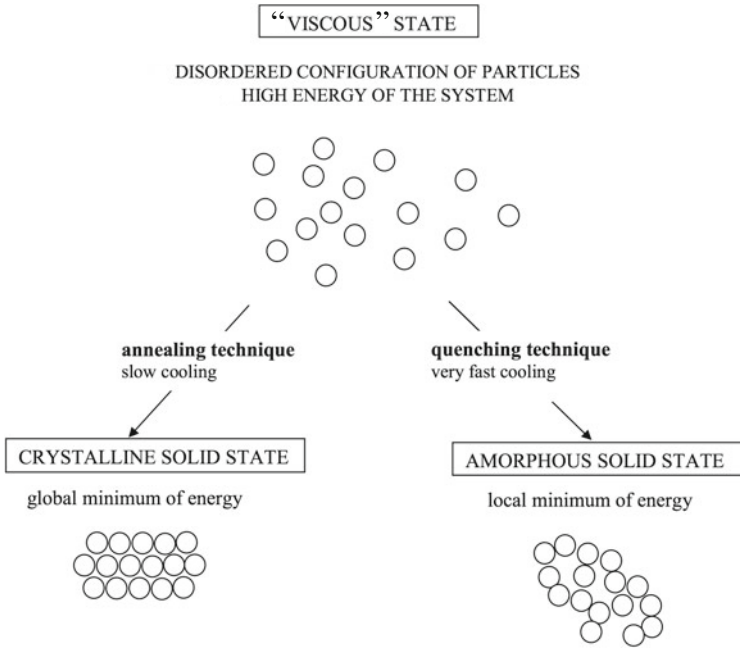 “VISCOUS” STATE
DISORDERED CONFIGURATION OF PARTICLES
HIGH ENERGY OF THE SYSTEM
annealing technique
slow cooling
quenching technique
very fast cooling
CRYSTALLINE SOLID STATE
global minimum of energy
AMORPHOUS SOLID STATE
local minimum of energy